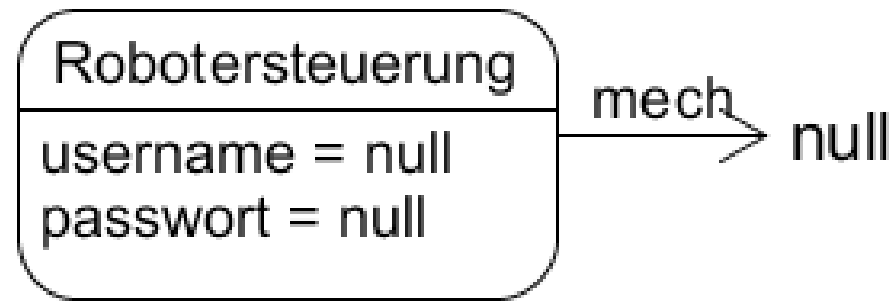 Robotersteuerung
username = null
passwort = null
mech
null